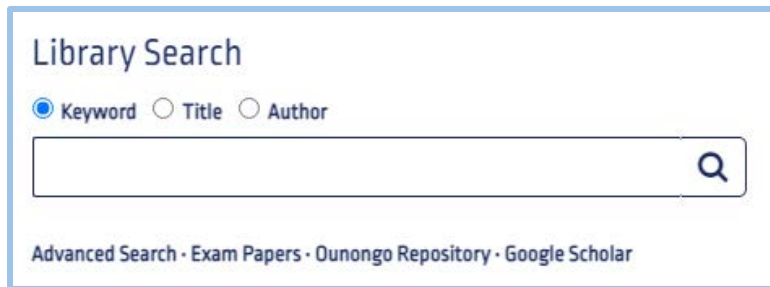 Library Search
Keyword Title Author
Advanced Search · Exam Papers · Ounongo Repository · Google Scholar